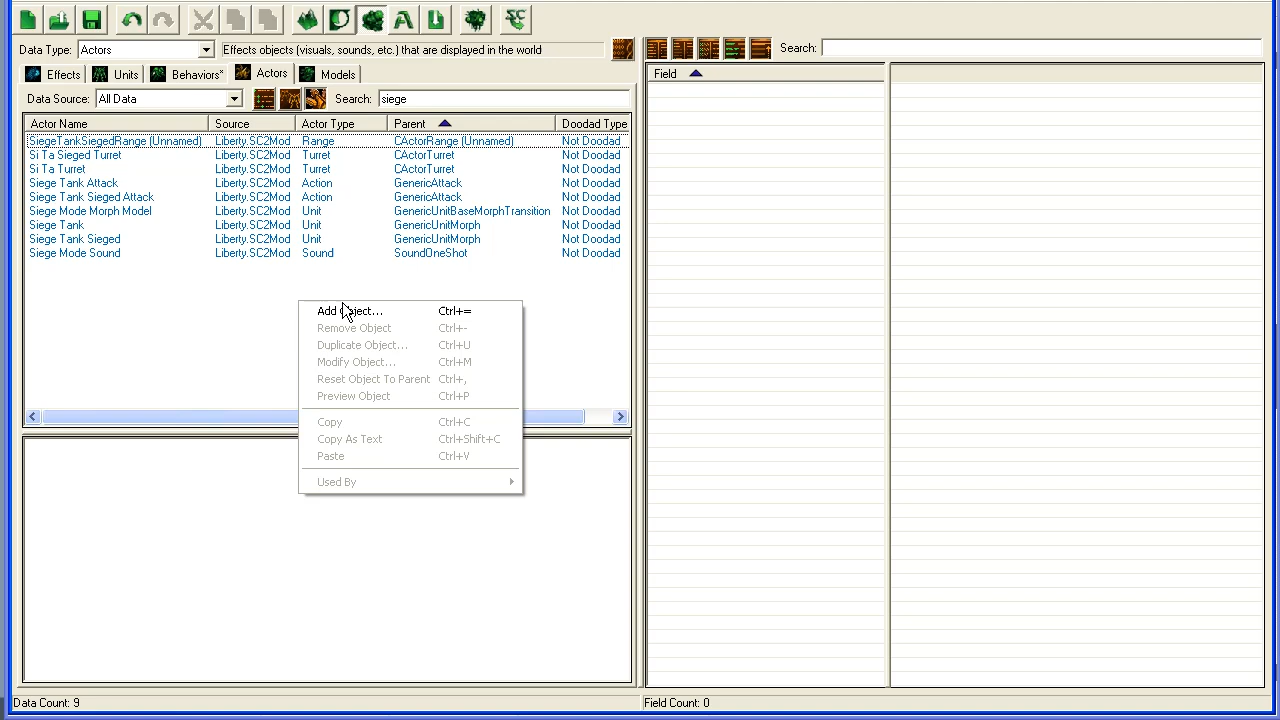 Data Type: Actors Effects objects (visuals, sounds, etc.) that are displayed in the world Search:
Effects Units Behaviors* Actors Models
Field
Data Source: All Data Search: siege
Actor Name Source Actor Type Parent Doodad Type
SiegeTankSiegedRange (Unnamed) Liberty.SC2Mod Range CActorRange (Unnamed) Not Doodad
Si Ta Sieged Turret Liberty.SC2Mod Turret CActorTurret Not Doodad
Si Ta Turret Liberty.SC2Mod Turret CActorTurret Not Doodad
Siege Tank Attack Liberty.SC2Mod Action GenericAttack Not Doodad
Siege Tank Sieged Attack Liberty.SC2Mod Action GenericAttack Not Doodad
Siege Mode Morph Model Liberty.SC2Mod Unit GenericUnitBaseMorphTransition Not Doodad
Siege Tank Liberty.SC2Mod Unit GenericUnitMorph Not Doodad
Siege Tank Sieged Liberty.SC2Mod Unit GenericUnitMorph Not Doodad
Siege Mode Sound Liberty.SC2Mod Sound SoundOneShot Not Doodad
Add Object... Ctrl+=
Remove Object Ctrl+-
Duplicate Object... Ctrl+U
Modify Object... Ctrl+M
Reset Object To Parent Ctrl+,
Preview Object Ctrl+P
Copy Ctrl+C
Copy As Text Ctrl+Shift+C
Paste Ctrl+V
Used By
Data Count: 9 Field Count: 0